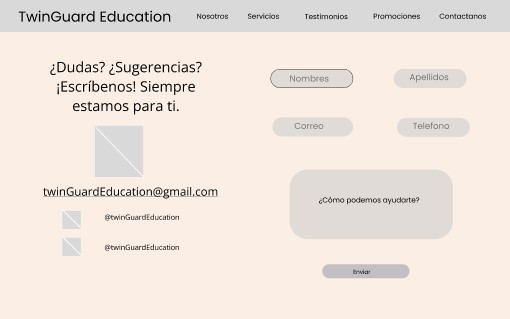 TwinGuard Education
Nosotros
Servicios
Testimonios
Promociones
Contactanos
¿Dudas? ¿Sugerencias?
¡Escríbenos! Siempre
estamos para ti.
twinGuardEducation@gmail.com
@twinGuardEducation
@twinGuardEducation
Nombres
Apellidos
Correo
Telefono
¿Cómo podemos ayudarte?
Enviar